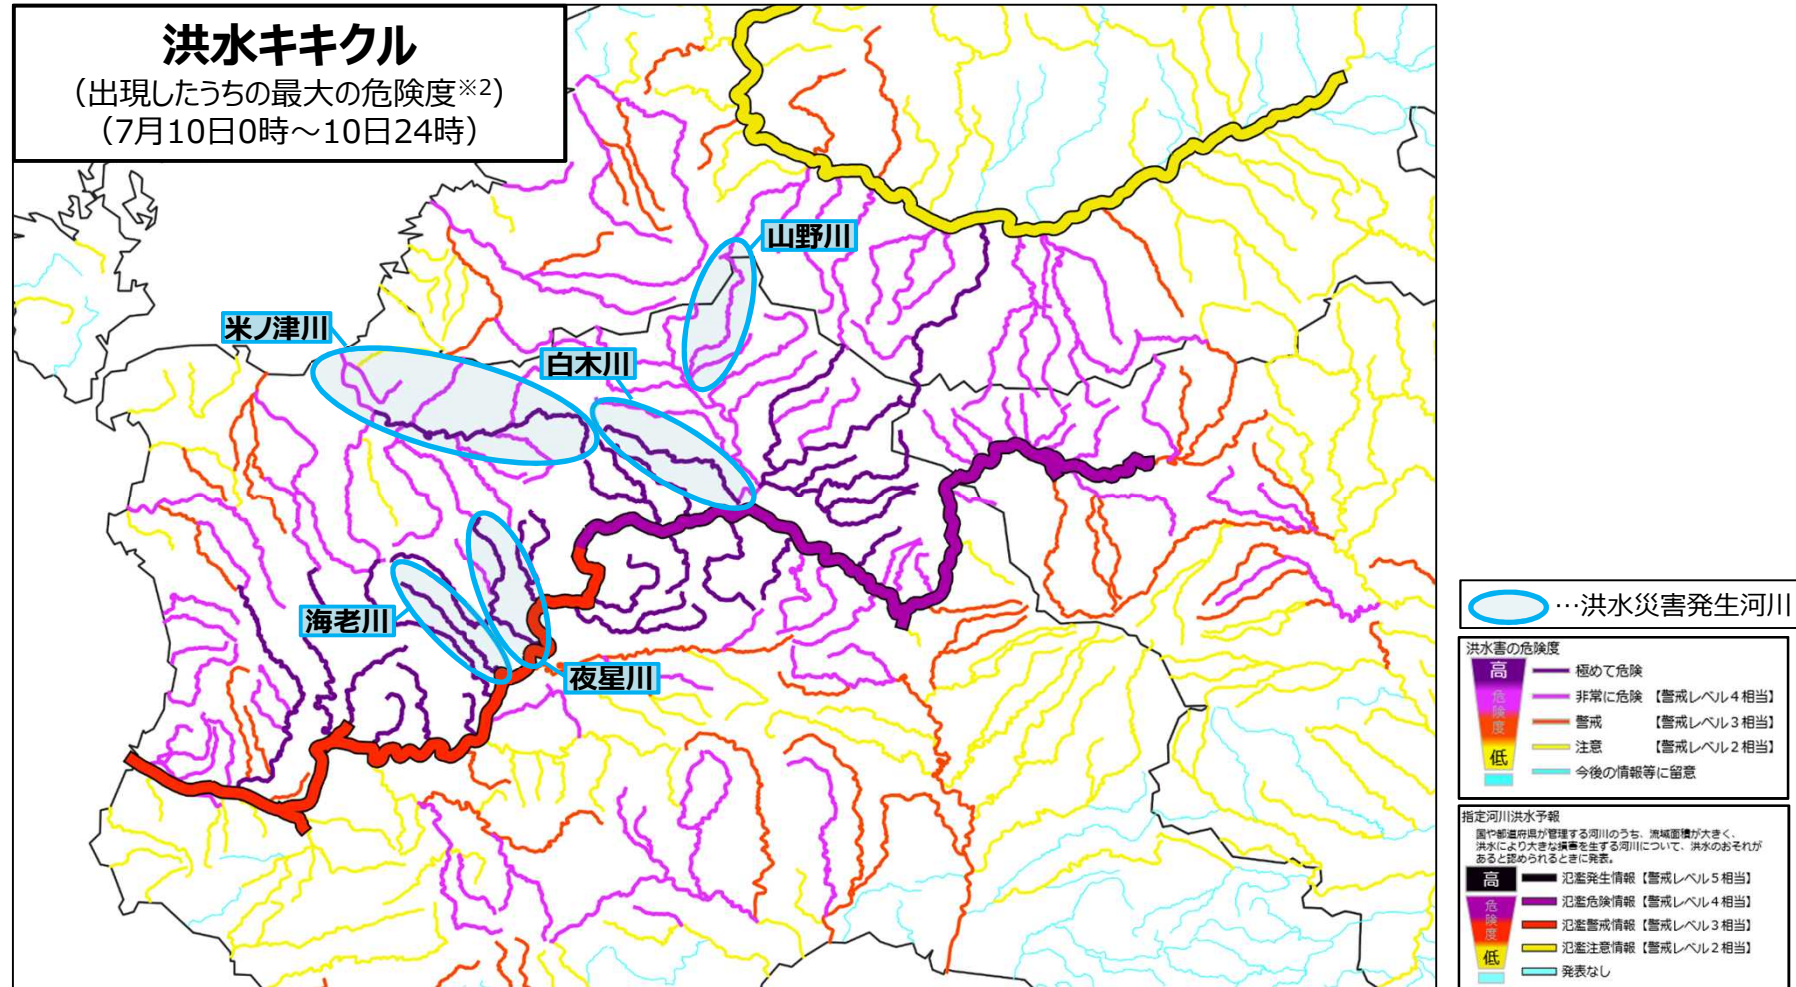 洪水キキクル
（出現したうちの最大の危険度※2）
（7月10日0時～10日24時）
山野川
米ノ津川
白木川
海老川
夜星川
…洪水災害発生河川
洪水害の危険度
高
危険度
低
極めて危険
非常に危険 【警戒レベル４相当】
警戒 【警戒レベル３相当】
注意 【警戒レベル２相当】
今後の情報等に留意
指定河川洪水予報
国や都道府県が管理する河川のうち、流域面積が大きく、
洪水により大きな損害を生ずる河川について、洪水のおそれが
あると認められるときに発表。
高
危険度
低
氾濫発生情報【警戒レベル５相当】
氾濫危険情報【警戒レベル４相当】
氾濫警戒情報【警戒レベル３相当】
氾濫注意情報【警戒レベル２相当】
発表なし